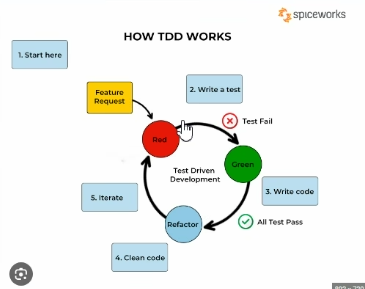 spiceworks
HOW TDD WORKS
1. Start here
Feature
Request
2. Write a test
Test Fail
Red
Green
Test Driven
Development
3. Write code
5. Iterate
All Test Pass
Refactor
4. Clean code